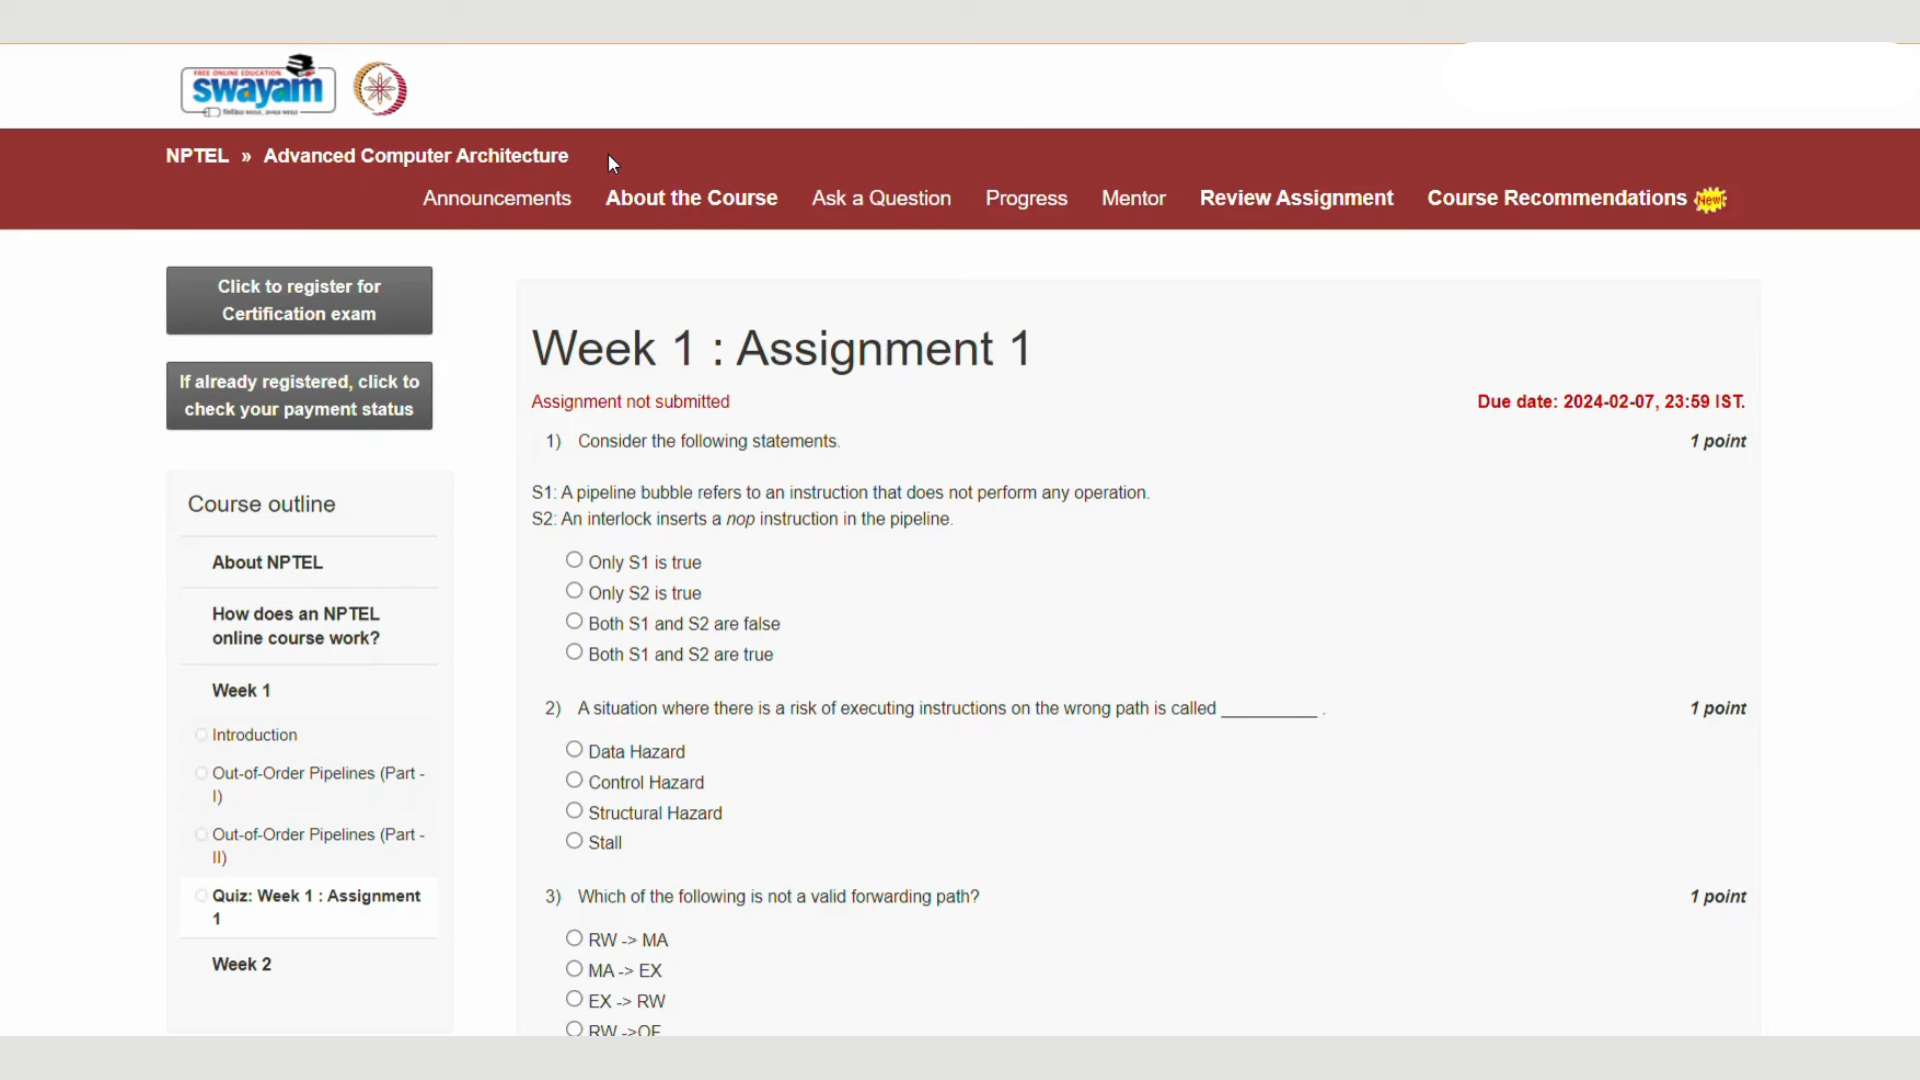 FREE ONLINE EDUCATION
swayam
NPTEL » Advanced Computer Architecture
Announcements About the Course Ask a Question Progress Mentor Review Assignment Course Recommendations New!
Click to register for
Certification exam
If already registered, click to
check your payment status
Course outline
About NPTEL
How does an NPTEL
online course work?
Week 1
Introduction
Out-of-Order Pipelines (Part -
I)
Out-of-Order Pipelines (Part -
II)
Quiz: Week 1 : Assignment
1
Week 2
Week 1 : Assignment 1
Assignment not submitted Due date: 2024-02-07, 23:59 IST.
1) Consider the following statements. 1 point
S1: A pipeline bubble refers to an instruction that does not perform any operation.
S2: An interlock inserts a nop instruction in the pipeline.
Only S1 is true
Only S2 is true
Both S1 and S2 are false
Both S1 and S2 are true
2) A situation where there is a risk of executing instructions on the wrong path is called __________ . 1 point
Data Hazard
Control Hazard
Structural Hazard
Stall
3) Which of the following is not a valid forwarding path? 1 point
RW -> MA
MA -> EX
EX -> RW
RW ->OF